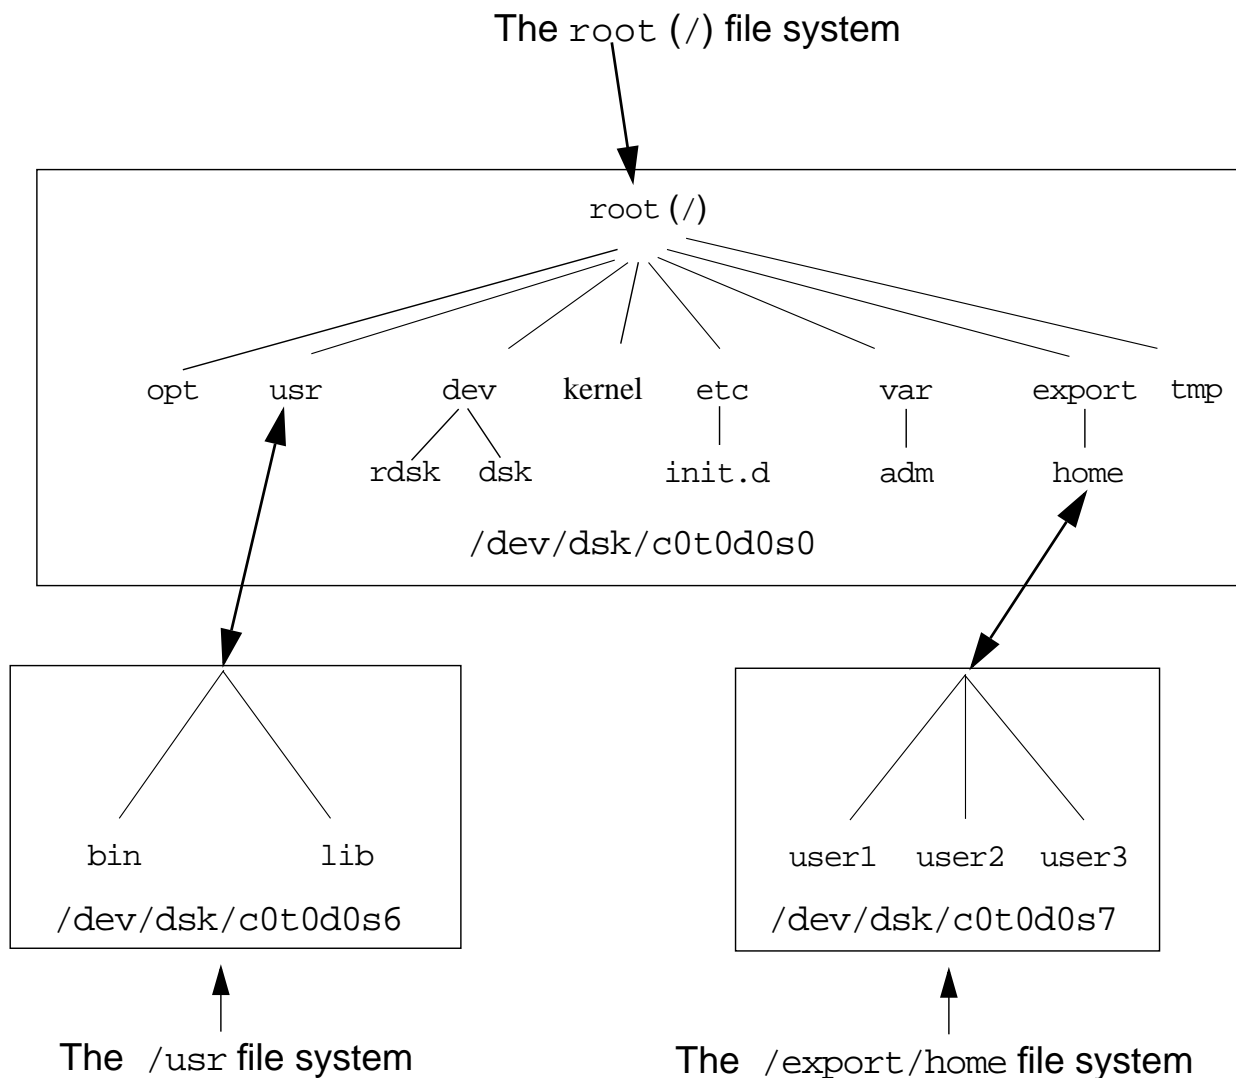 The root (/) file system
root (/)
opt usr dev kernel etc var export tmp
rdsk dsk init.d adm home
/dev/dsk/c0t0d0s0
bin lib
/dev/dsk/c0t0d0s6
user1 user2 user3
/dev/dsk/c0t0d0s7
The /usr file system
The /export/home file system